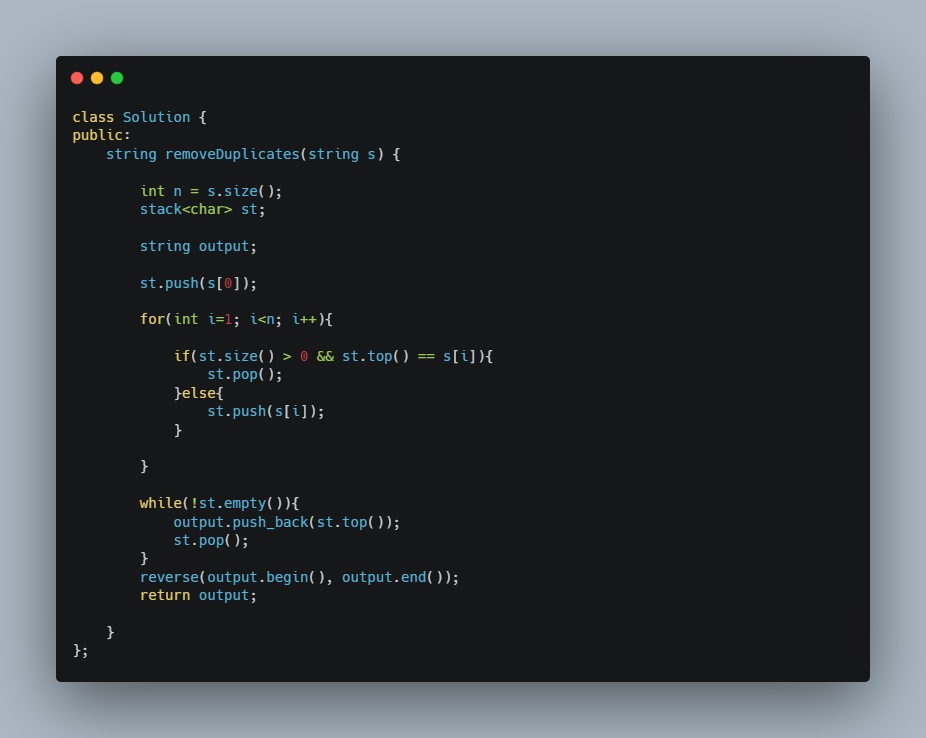 class Solution {
public:
    string removeDuplicates(string s) {

        int n = s.size();
        stack<char> st;

        string output;

        st.push(s[0]);

        for(int i=1; i<n; i++){

            if(st.size() > 0 && st.top() == s[i]){
                st.pop();
            }else{
                st.push(s[i]);
            }

        }

        while(!st.empty()){
            output.push_back(st.top());
            st.pop();
        }
        reverse(output.begin(), output.end());
        return output;

    }
};